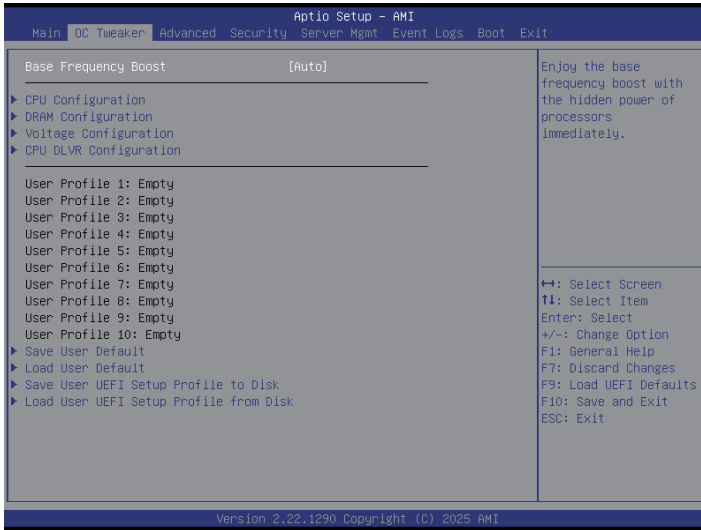 Aptio Setup - AMI
Main OC Tweaker Advanced Security Server Mgmt Event Logs Boot Exit
Base Frequency Boost [Auto]
CPU Configuration
DRAM Configuration
Voltage Configuration
CPU DLVR Configuration
User Profile 1: Empty
User Profile 2: Empty
User Profile 3: Empty
User Profile 4: Empty
User Profile 5: Empty
User Profile 6: Empty
User Profile 7: Empty
User Profile 8: Empty
User Profile 9: Empty
User Profile 10: Empty
Save User Default
Load User Default
Save User UEFI Setup Profile to Disk
Load User UEFI Setup Profile from Disk
Enjoy the base
frequency boost with
the hidden power of
processors
immediately.
↔: Select Screen
↑↓: Select Item
Enter: Select
+/-: Change Option
F1: General Help
F7: Discard Changes
F9: Load UEFI Defaults
F10: Save and Exit
ESC: Exit
Version 2.22.1290 Copyright (C) 2025 AMI